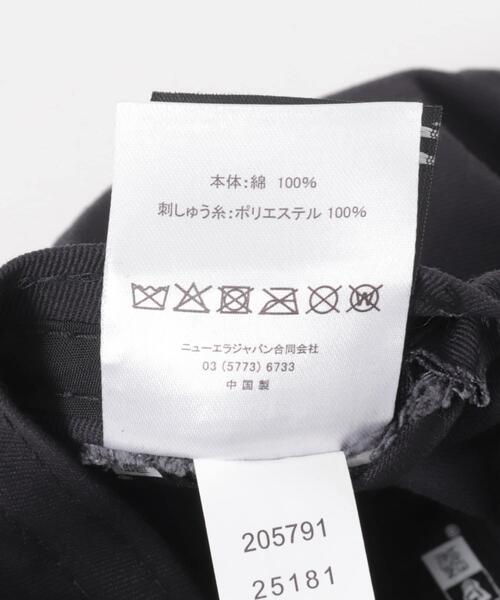 本体：綿 100%
刺しゅう糸：ポリエステル 100%
W
ニューエラジャパン合同会社
03 (5773) 6733
中国製
205791
25181